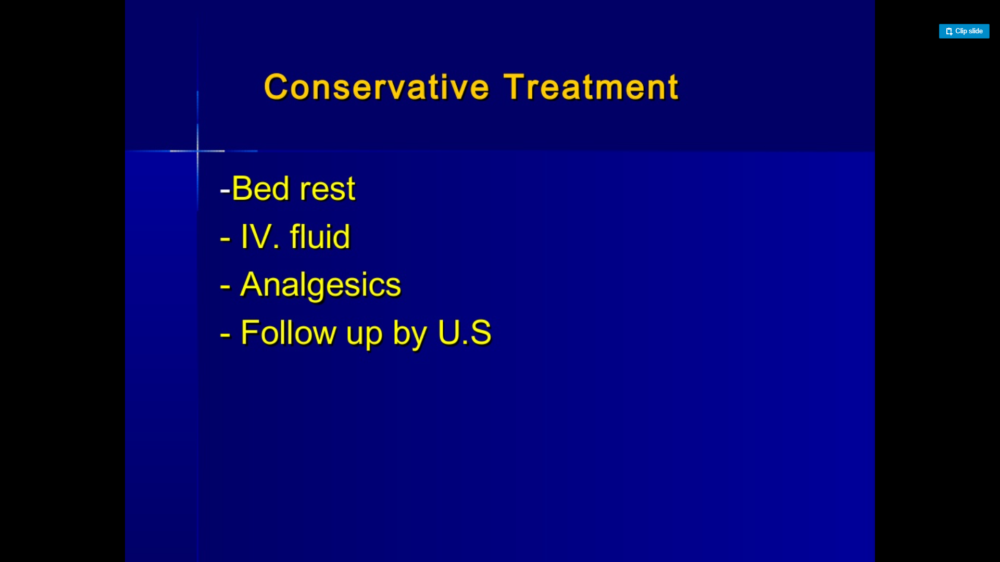 Clip slide
Conservative Treatment
-Bed rest
- IV. fluid
- Analgesics
- Follow up by U.S